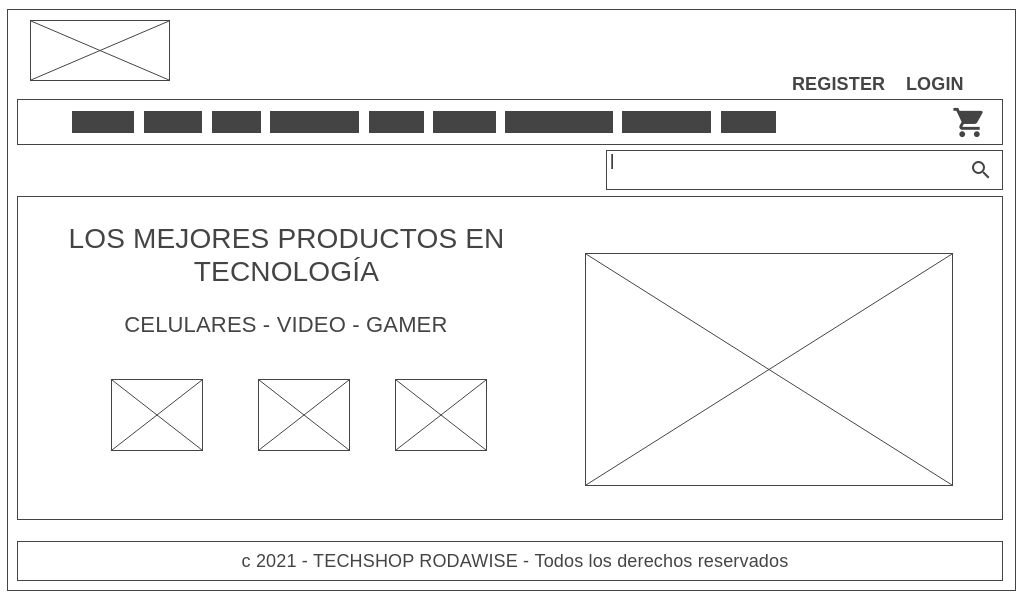 REGISTER LOGIN
LOS MEJORES PRODUCTOS EN
TECNOLOGÍA
CELULARES - VIDEO - GAMER
c 2021 - TECHSHOP RODAWISE - Todos los derechos reservados